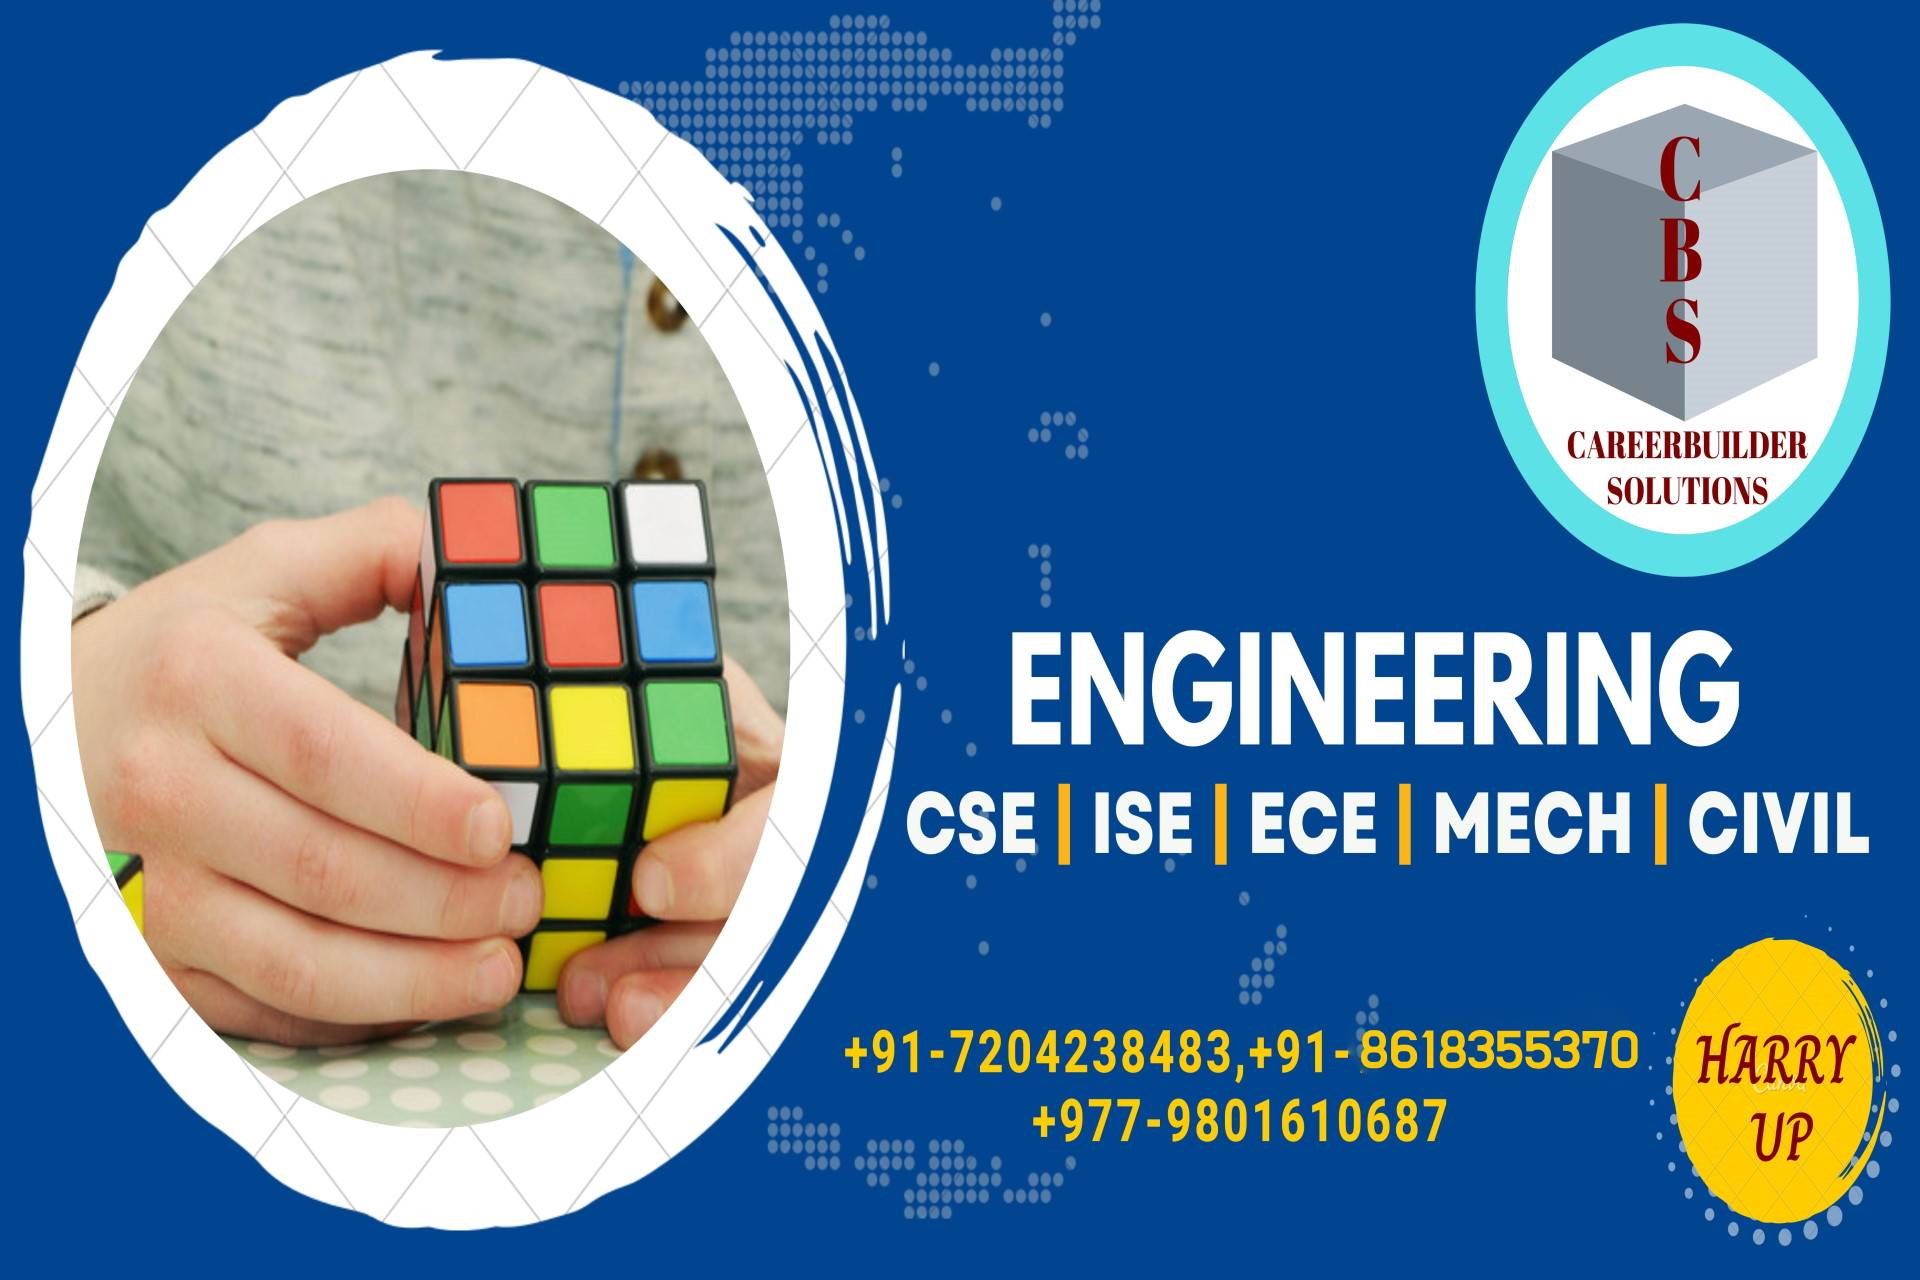 C
B
S
CAREERBUILDER
SOLUTIONS
ENGINEERING
CSE | ISE | ECE | MECH | CIVIL
+91-7204238483,+91-8618355370
+977-9801610687
HARRY
UP